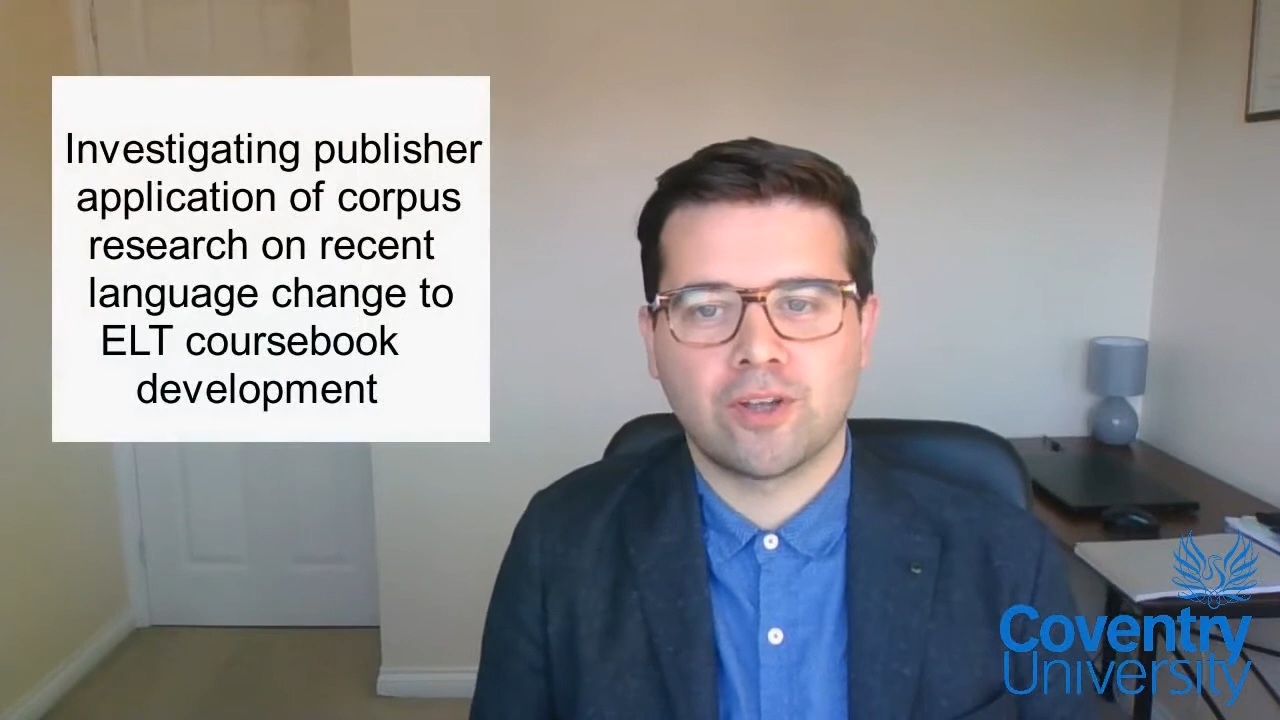 Investigating publisher
application of corpus
research on recent
language change to
ELT coursebook
development
Coventry
University